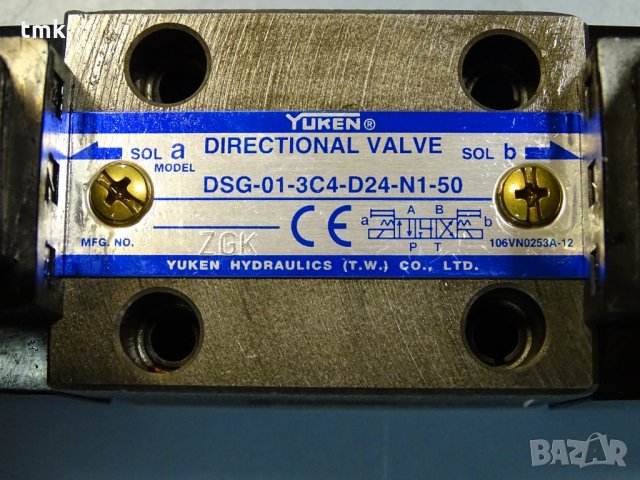 tmk
YUKEN®
DIRECTIONAL VALVE
SOL a
SOL b
MODEL
DSG-01-3C4-D24-N1-50
A B
a b
P T
MFG. NO.
ZGK
CE
106VN0253A-12
YUKEN HYDRAULICS (T.W.) CO., LTD.
BAZAR